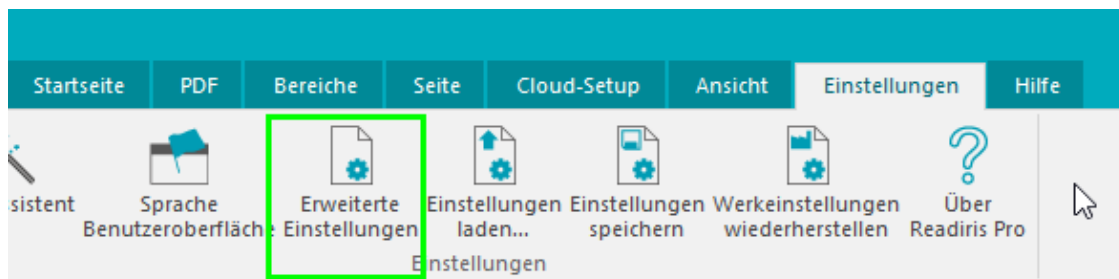 Startseite PDF Bereiche Seite Cloud-Setup Ansicht Einstellungen Hilfe
sistent Sprache Erweiterte Einstellungen Einstellungen Werkeinstellungen Über
Benutzeroberfläche Einstellungen laden... speichern wiederherstellen Readiris Pro
Einstellungen